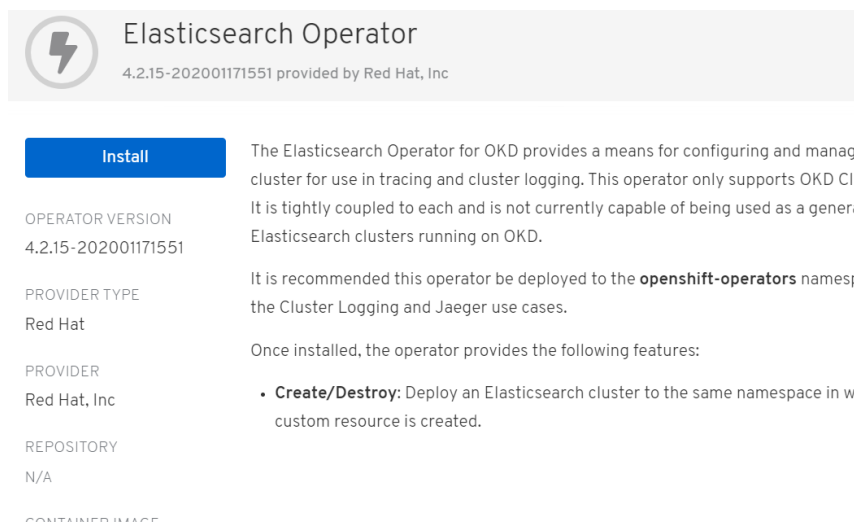 Elasticsearch Operator
4.2.15-202001171551 provided by Red Hat, Inc
Install
OPERATOR VERSION
4.2.15-202001171551
PROVIDER TYPE
Red Hat
PROVIDER
Red Hat, Inc
REPOSITORY
N/A
CONTAINER IMAGE
The Elasticsearch Operator for OKD provides a means for configuring and manag
cluster for use in tracing and cluster logging. This operator only supports OKD Cl
It is tightly coupled to each and is not currently capable of being used as a gener
Elasticsearch clusters running on OKD.
It is recommended this operator be deployed to the openshift-operators namesp
the Cluster Logging and Jaeger use cases.
Once installed, the operator provides the following features:
• Create/Destroy: Deploy an Elasticsearch cluster to the same namespace in w
custom resource is created.